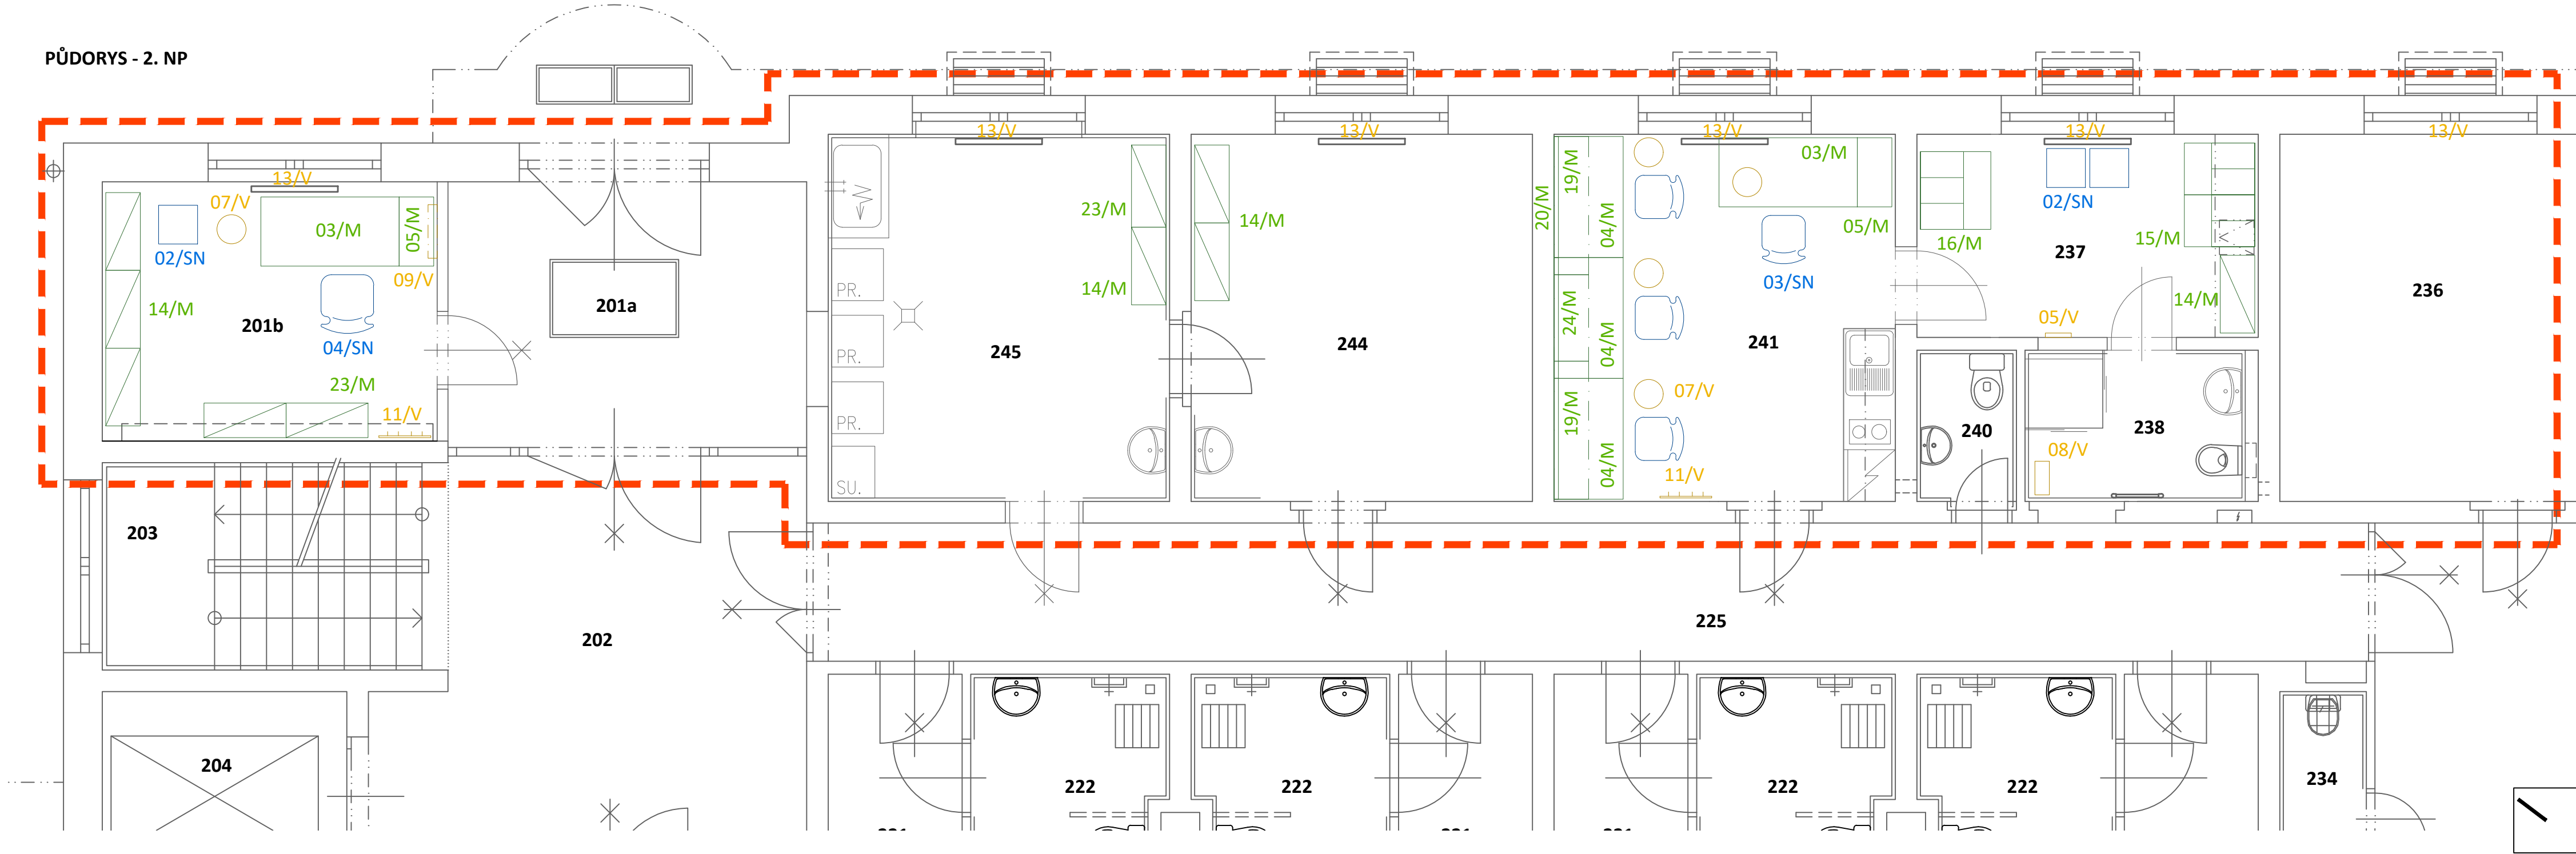 PŮDORYS - 2. NP
13/V
13/V
13/V
13/V
13/V
13/V
07/V
03/M
05/M
02/SN
09/V
14/M
201b
04/SN
23/M
11/V
201a
PR.
PR.
PR.
SU.
23/M
14/M
245
14/M
244
20/M
19/M
04/M
24/M
04/M
19/M
04/M
03/M
05/M
03/SN
241
07/V
11/V
02/SN
16/M
15/M
237
14/M
05/V
240
238
08/V
236
203
202
225
204
222
222
222
222
234